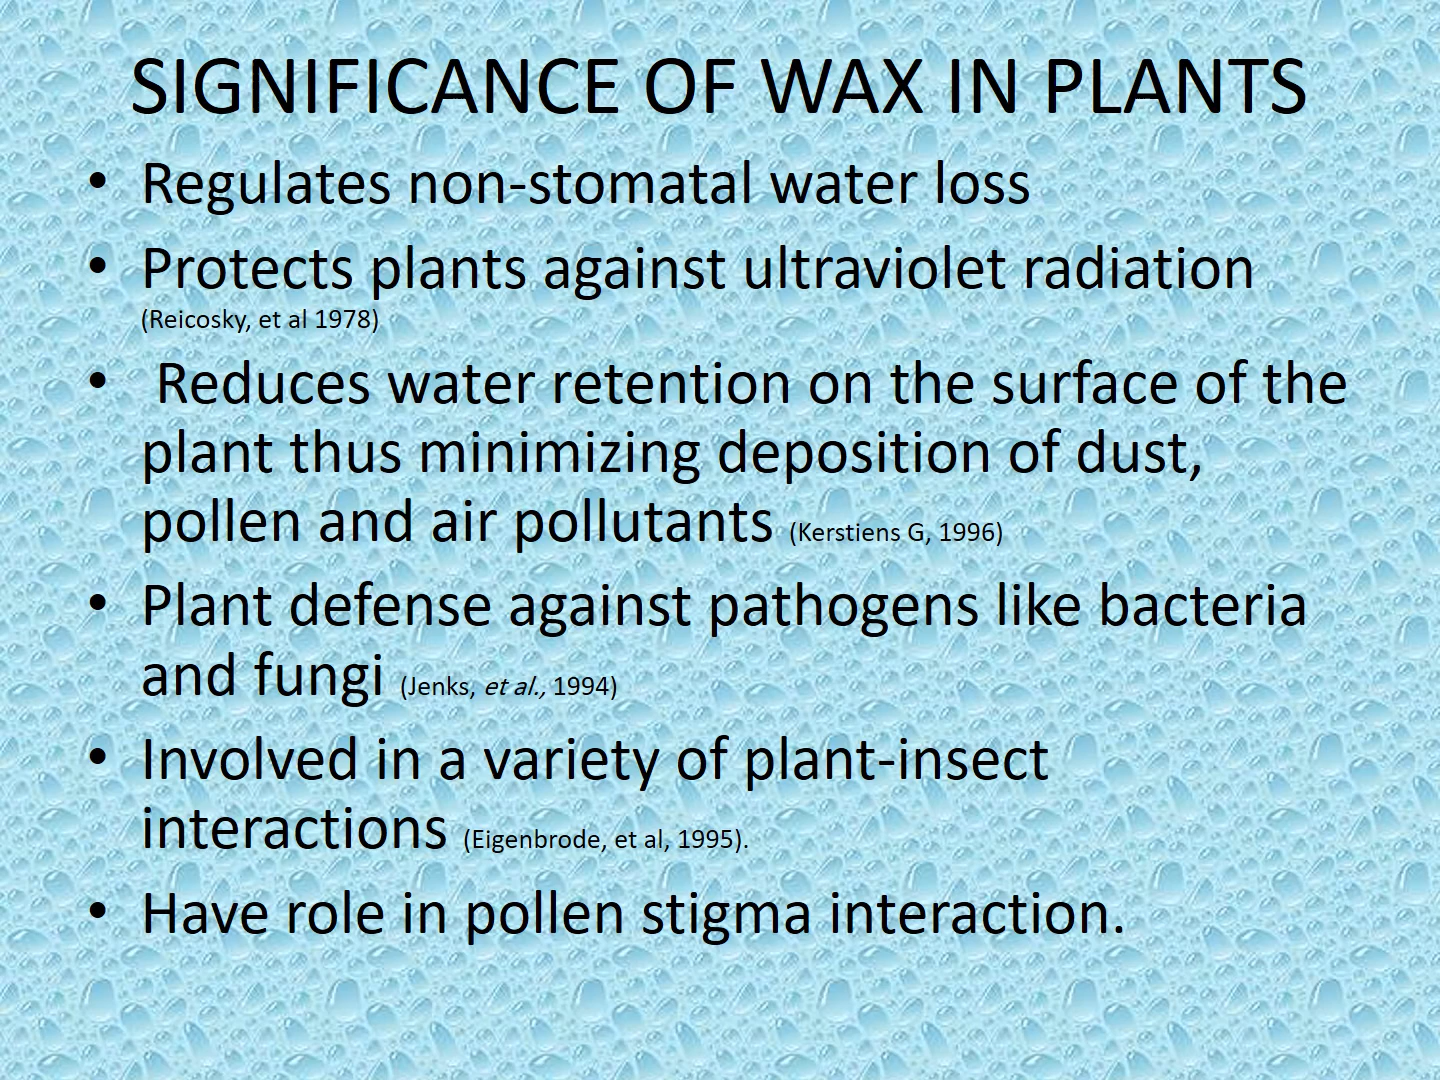 SIGNIFICANCE OF WAX IN PLANTS
• Regulates non-stomatal water loss
• Protects plants against ultraviolet radiation
(Reicosky, et al 1978)
• Reduces water retention on the surface of the
plant thus minimizing deposition of dust,
pollen and air pollutants (Kerstiens G, 1996)
• Plant defense against pathogens like bacteria
and fungi (Jenks, et al., 1994)
• Involved in a variety of plant-insect
interactions (Eigenbrode, et al, 1995).
• Have role in pollen stigma interaction.